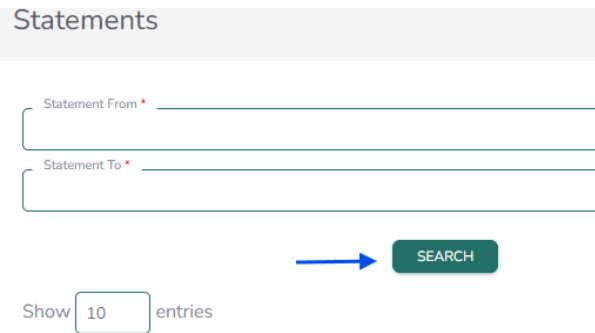 Statements
Statement From *
Statement To *
SEARCH
Show 10 entries